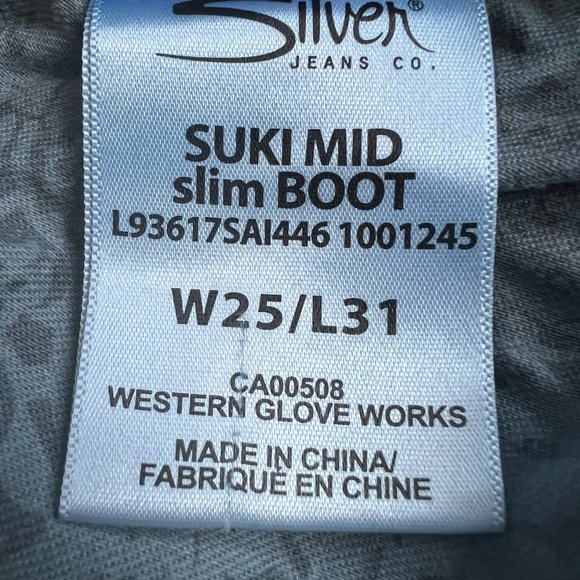 Silver®
JEANS CO.
SUKI MID
slim BOOT
L93617SAI446 1001245
W25/L31
CA00508
WESTERN GLOVE WORKS
MADE IN CHINA/
FABRIQUÉ EN CHINE